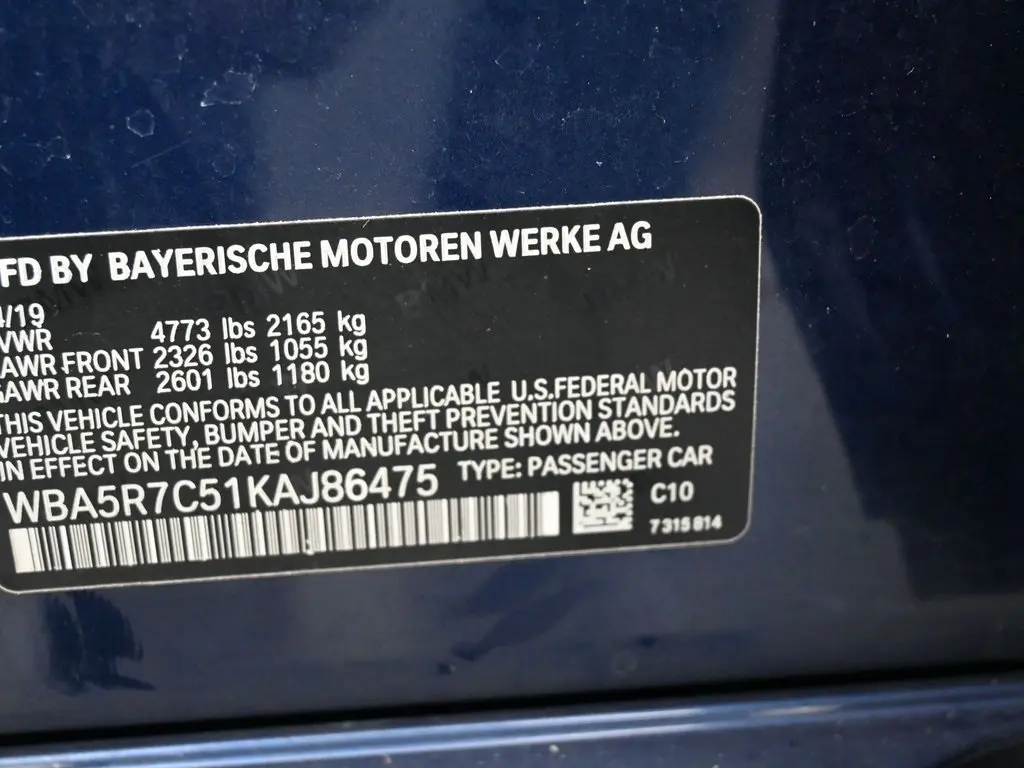 FD BY BAYERISCHE MOTOREN WERKE AG
4/19
VWR 4773 lbs 2165 kg
AWR FRONT 2326 lbs 1055 kg
GAWR REAR 2601 lbs 1180 kg
THIS VEHICLE CONFORMS TO ALL APPLICABLE U.S.FEDERAL MOTOR
VEHICLE SAFETY, BUMPER AND THEFT PREVENTION STANDARDS
IN EFFECT ON THE DATE OF MANUFACTURE SHOWN ABOVE.
WBA5R7C51KAJ86475 TYPE: PASSENGER CAR
C10
7315814